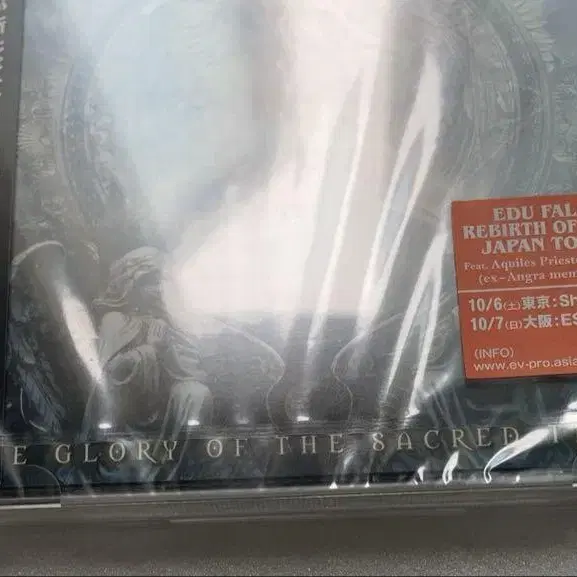 EDU FAL
REBIRTH OF
JAPAN TO
Feat. Aquiles Prieste
(ex-Angra mem
10/6(土)東京:Sh
10/7(日)大阪:ES
(INFO)
www.ev-pro.asia
E GLORY OF THE SACRED T